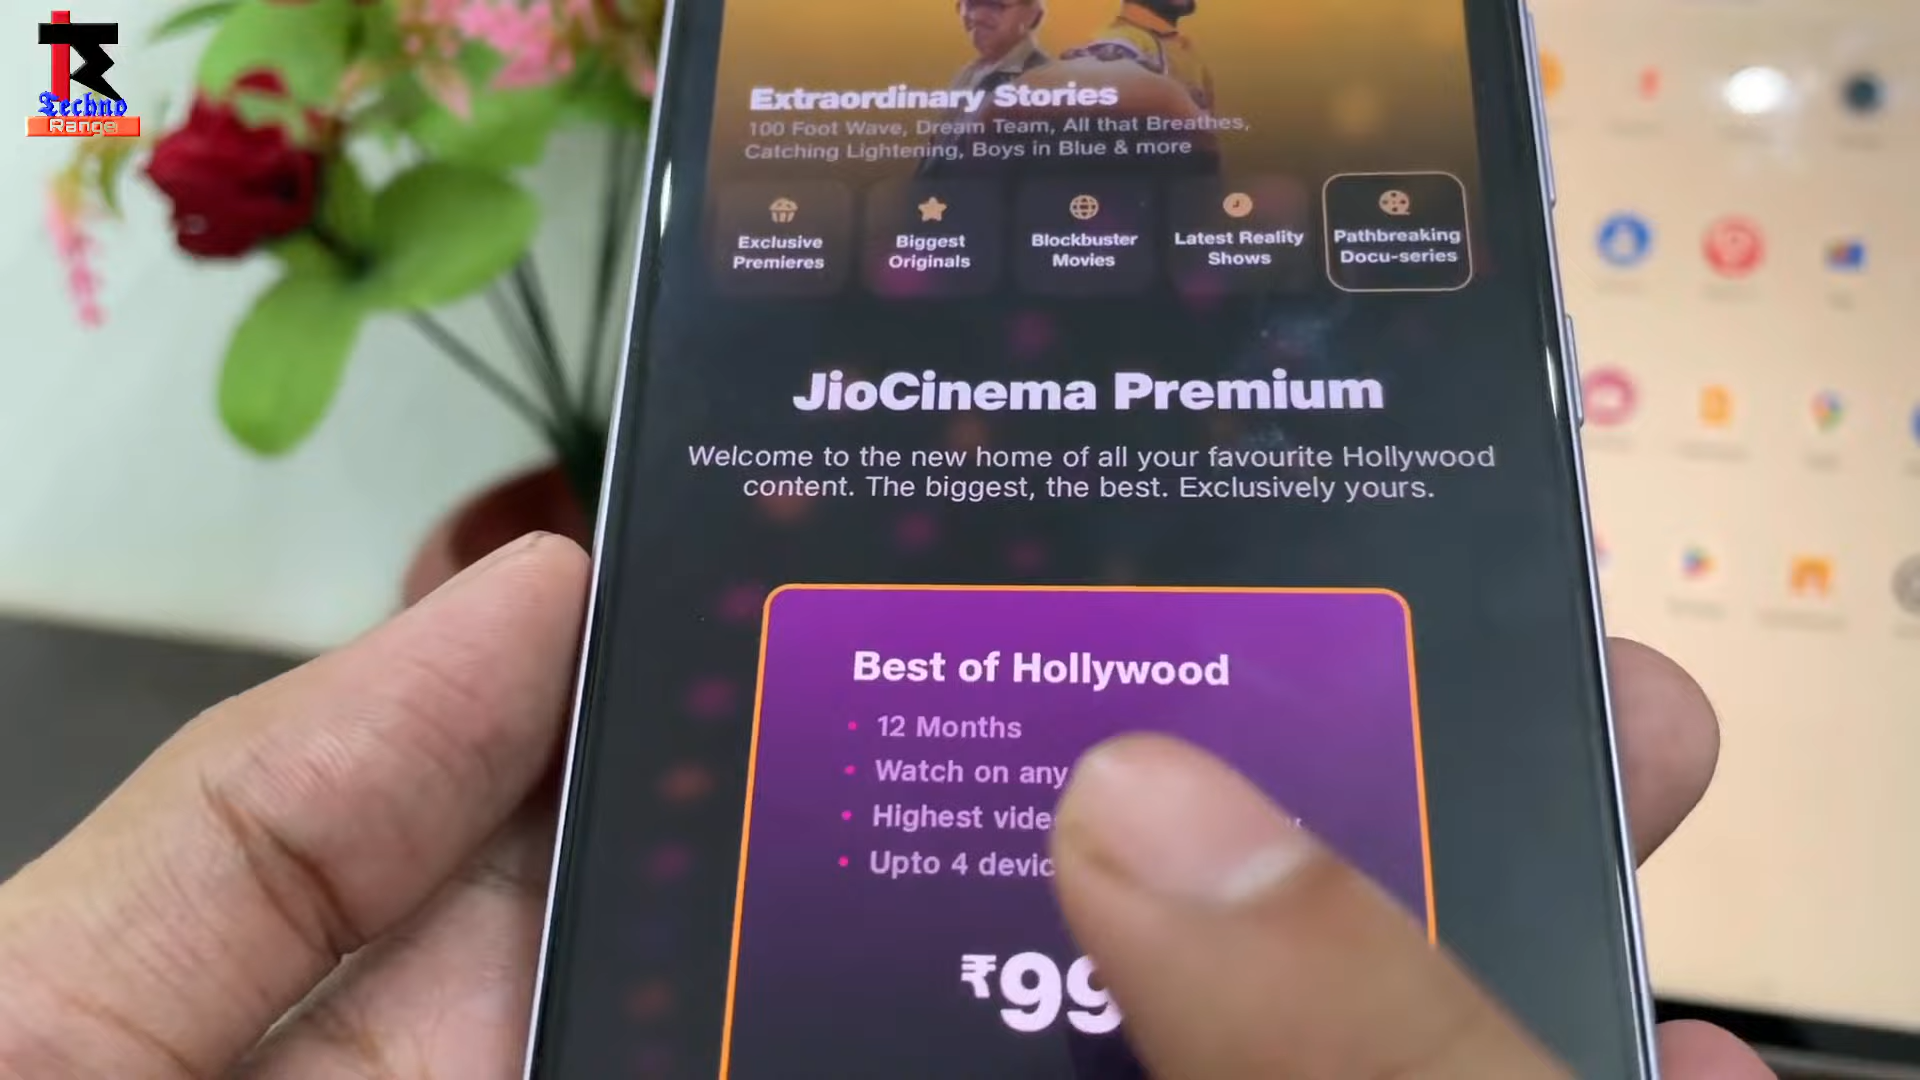 Techno
Range
Extraordinary Stories
100 Foot Wave, Dream Team, All that Breathes,
Catching Lightening, Boys in Blue & more
Exclusive
Premieres
Biggest
Originals
Blockbuster
Movies
Latest Reality
Shows
Pathbreaking
Docu-series
JioCinema Premium
Welcome to the new home of all your favourite Hollywood
content. The biggest, the best. Exclusively yours.
Best of Hollywood
12 Months
Watch on any
Highest
Upto 4